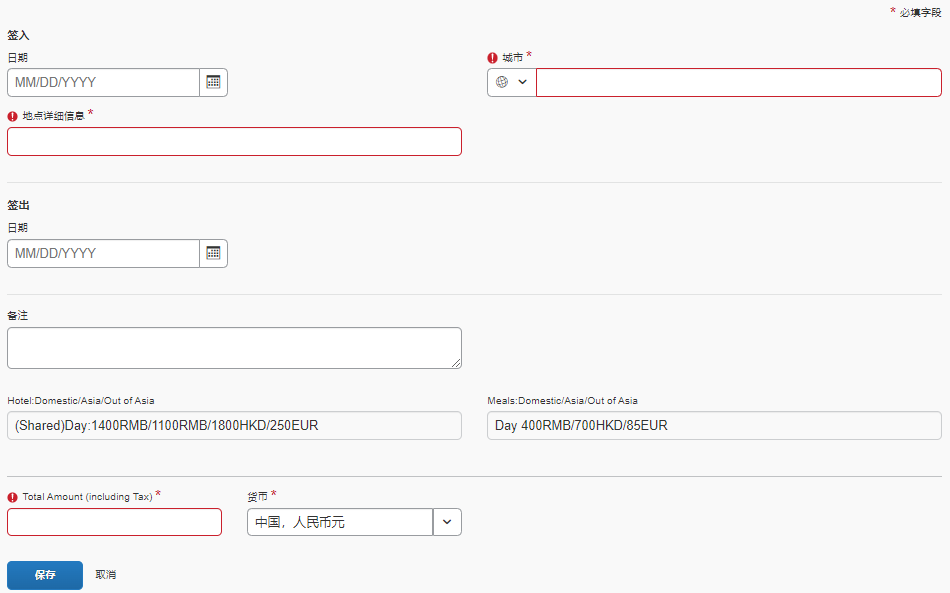 * 必填字段
签入
日期
城市 *
MM/DD/YYYY
地点详细信息 *
签出
日期
MM/DD/YYYY
备注
Hotel:Domestic/Asia/Out of Asia
Meals:Domestic/Asia/Out of Asia
(Shared)Day:1400RMB/1100RMB/1800HKD/250EUR
Day 400RMB/700HKD/85EUR
Total Amount (including Tax) *
货币 *
中国，人民币元
保存
取消